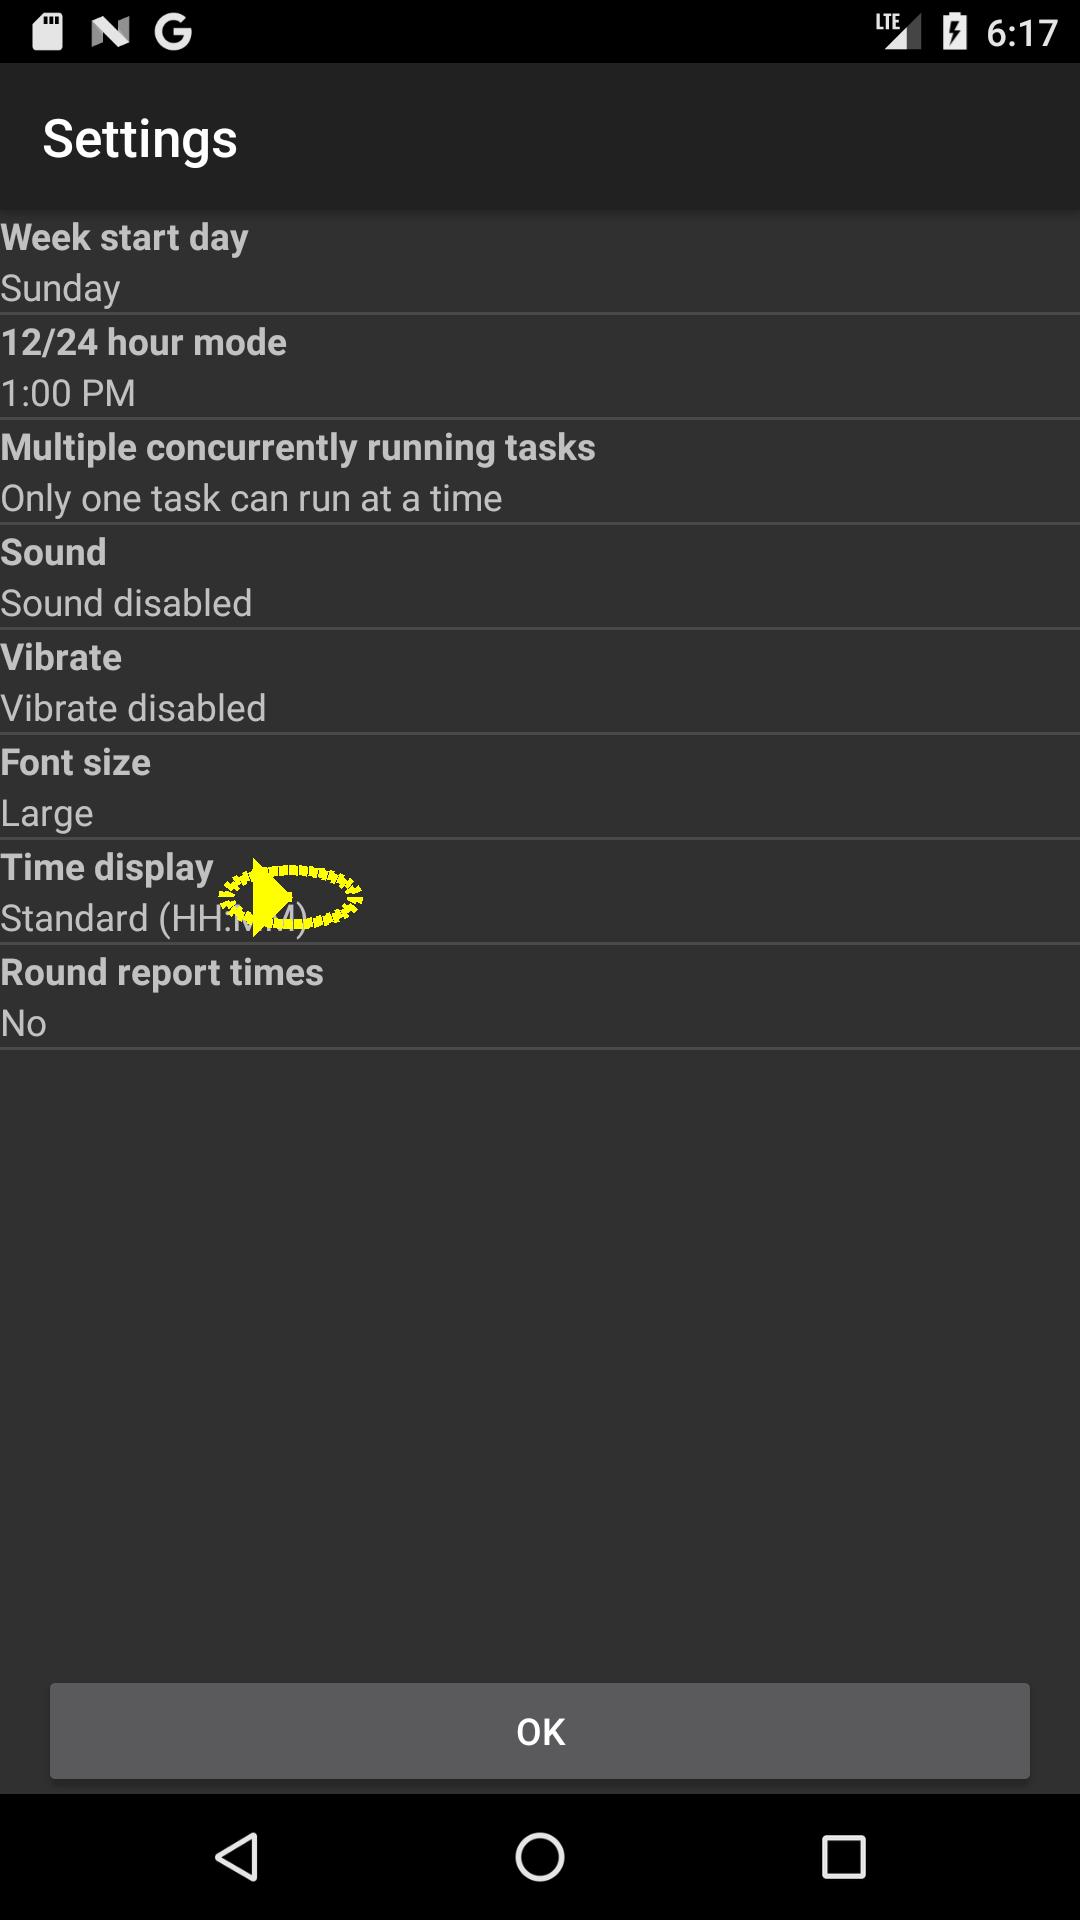 LTE 6:17
Settings
Week start day
Sunday
12/24 hour mode
1:00 PM
Multiple concurrently running tasks
Only one task can run at a time
Sound
Sound disabled
Vibrate
Vibrate disabled
Font size
Large
Time display
Standard (HH:MM)
Round report times
No
OK